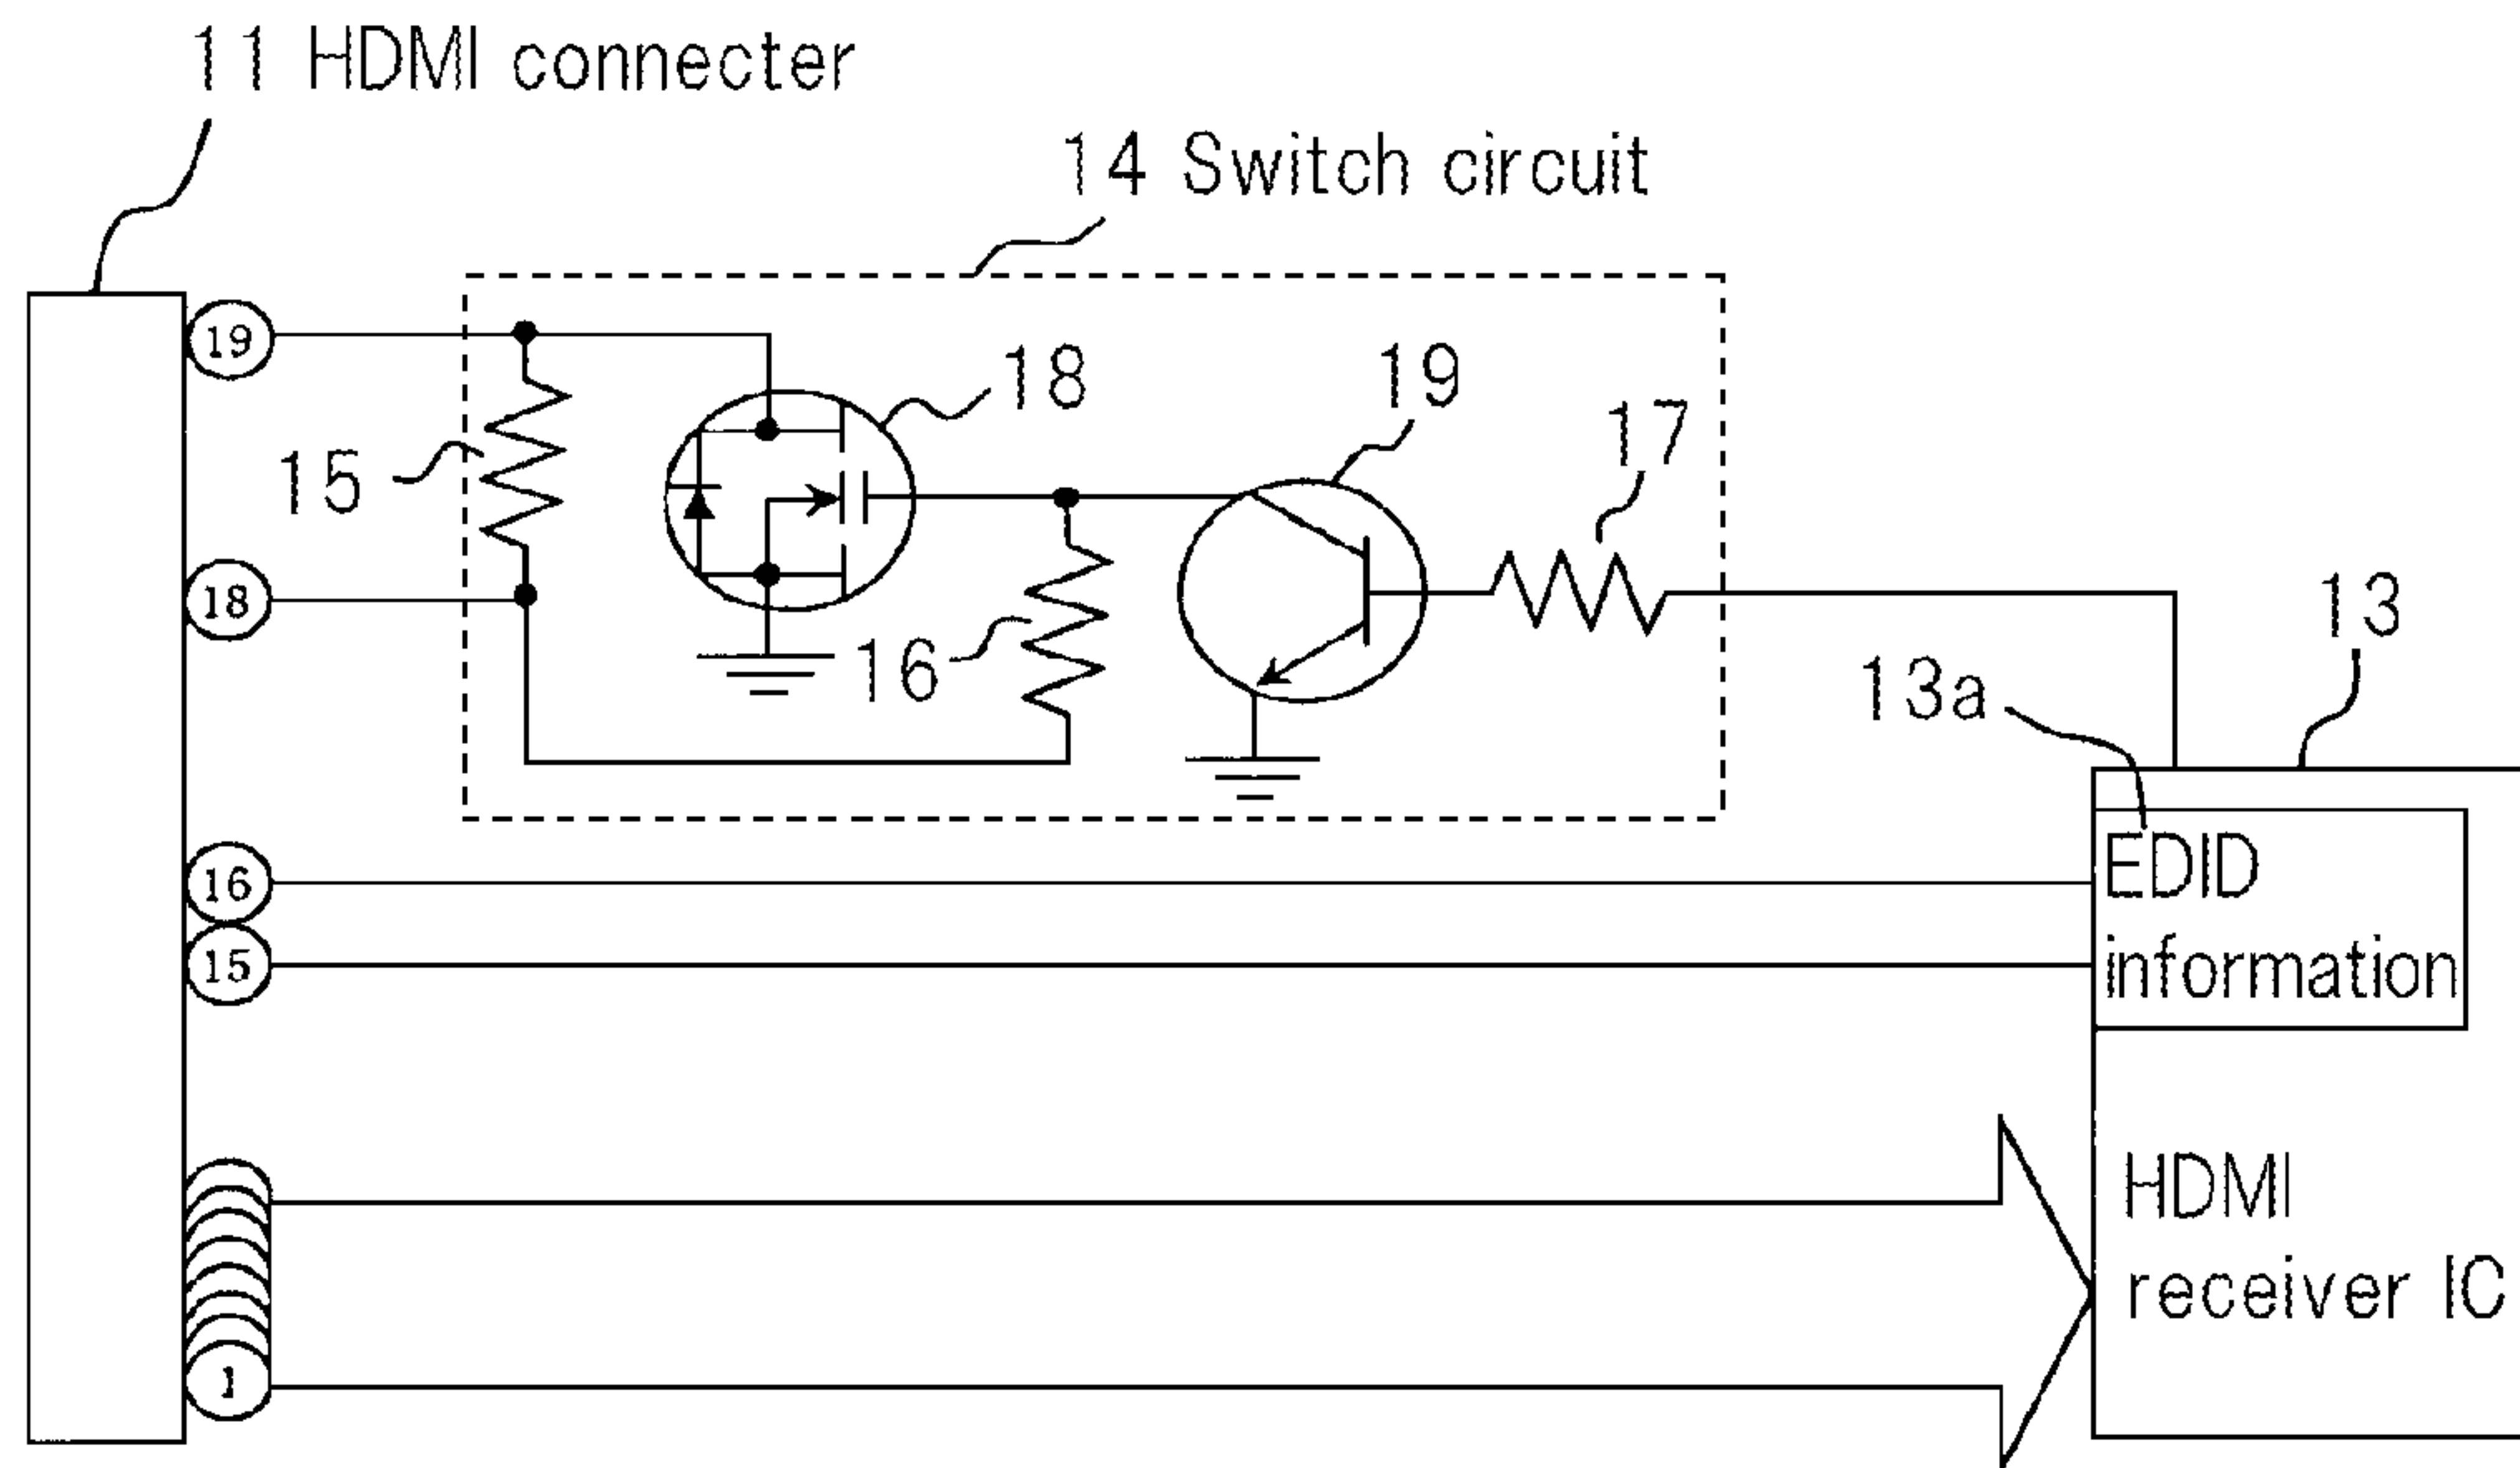 11 HDMI connecter
14 Switch circuit
19
18
19
17
15
18
16
13
13a
16
EDID
15
information
HDMI
receiver IC
1